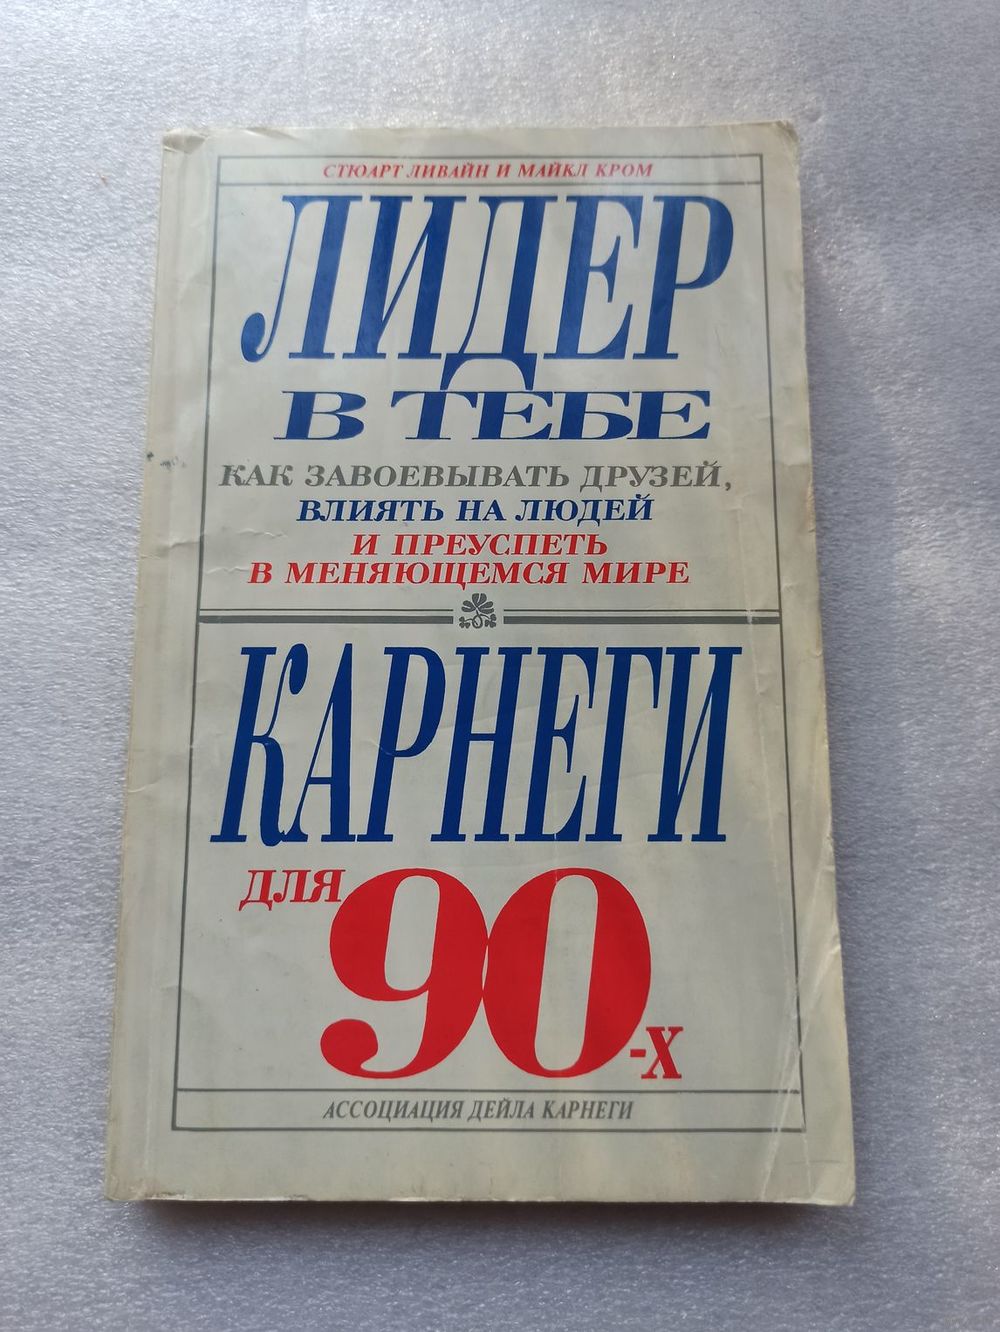 СТЮАРТ ЛИВАЙН И МАЙКЛ КРОМ
ЛИДЕР
В ТЕБЕ
КАК ЗАВОЕВЫВАТЬ ДРУЗЕЙ,
ВЛИЯТЬ НА ЛЮДЕЙ
И ПРЕУСПЕТЬ
В МЕНЯЮЩЕМСЯ МИРЕ
КАРНЕГИ
ДЛЯ 90-Х
АССОЦИАЦИЯ ДЕЙЛА КАРНЕГИ